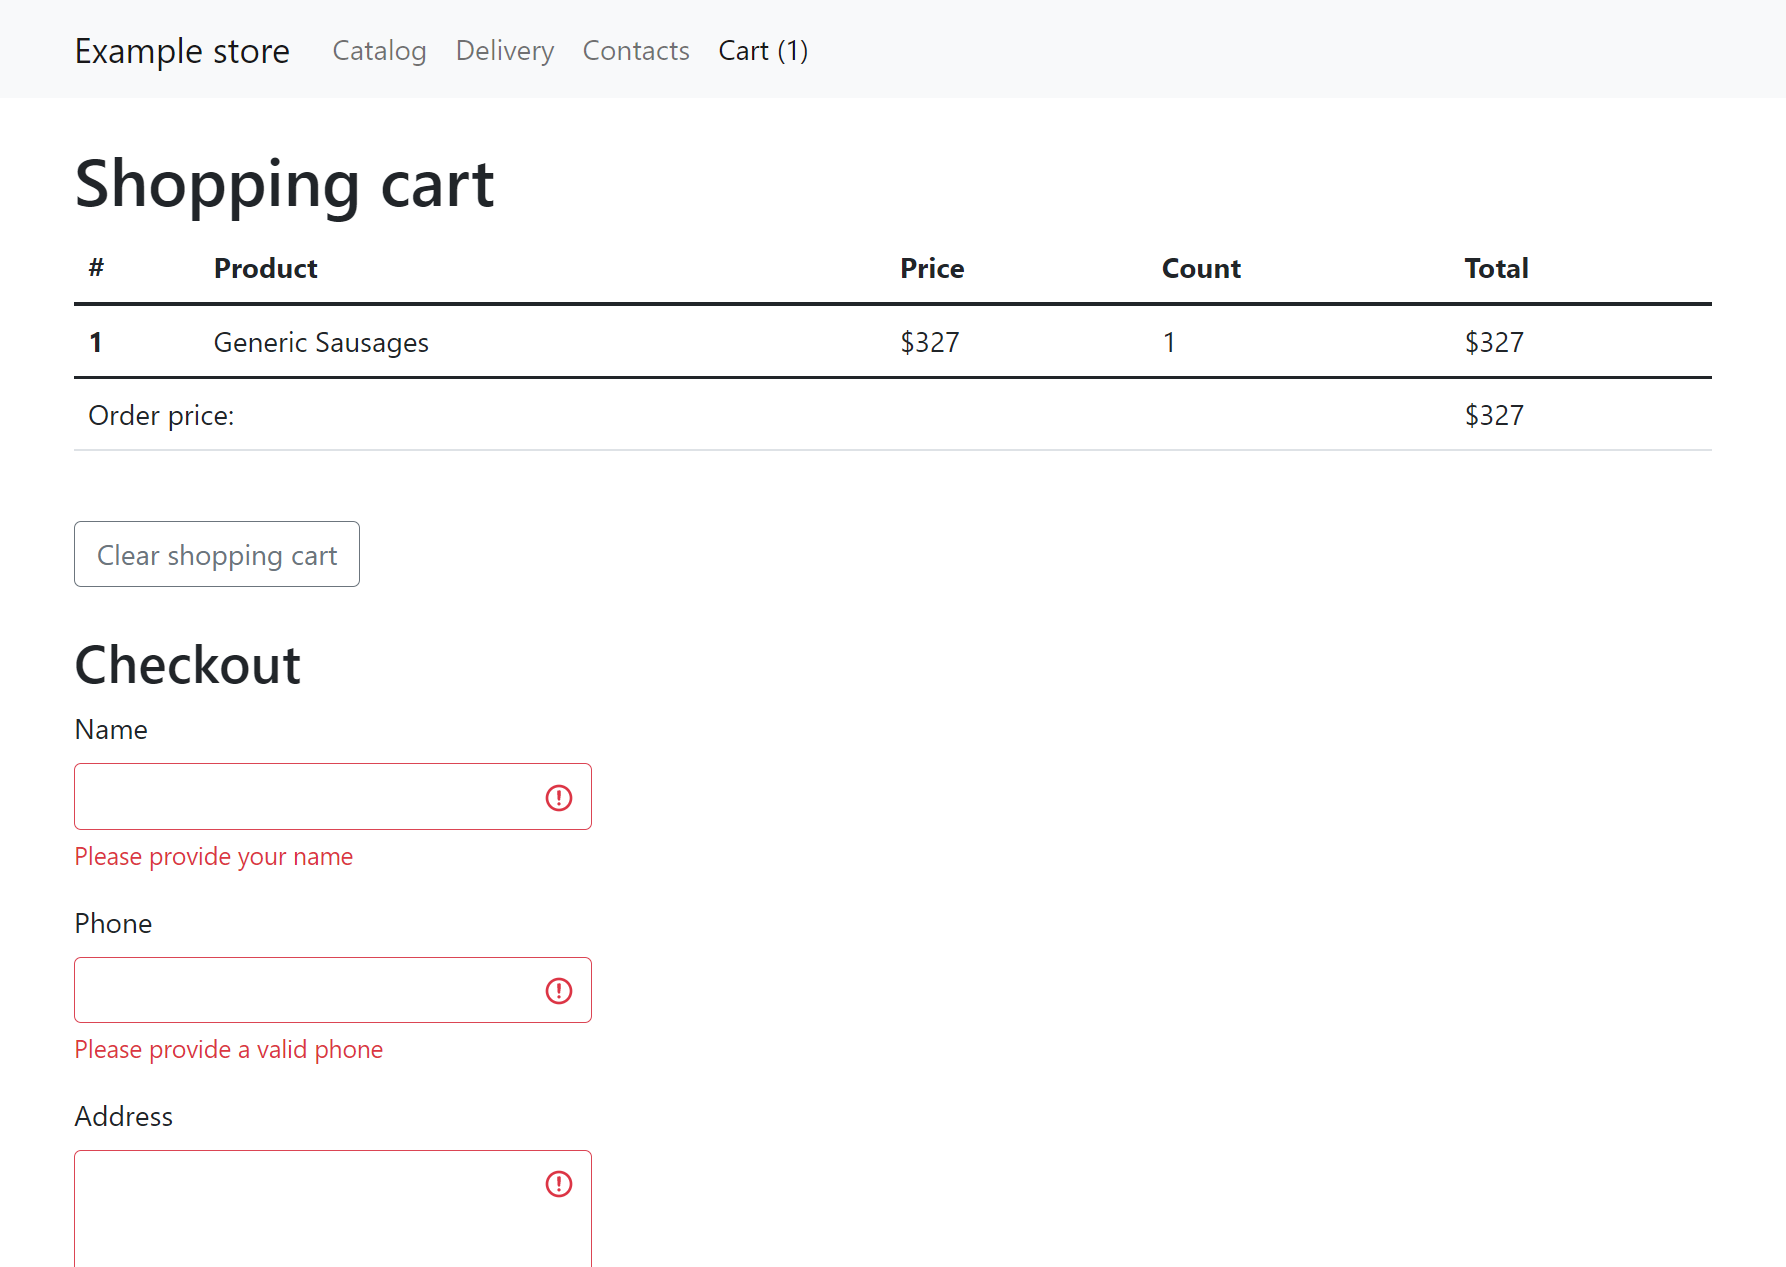 Example store Catalog Delivery Contacts Cart (1)
Shopping cart
# Product Price Count Total
1 Generic Sausages $327 1 $327
Order price: $327
Clear shopping cart
Checkout
Name
Please provide your name
Phone
Please provide a valid phone
Address